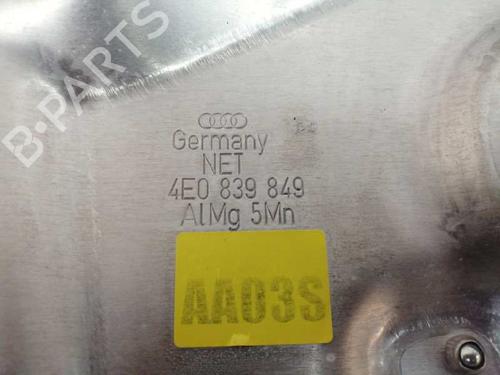 B-PARTS
Germany
NET
4E0 839 849
AlMg 5Mn
AA03S